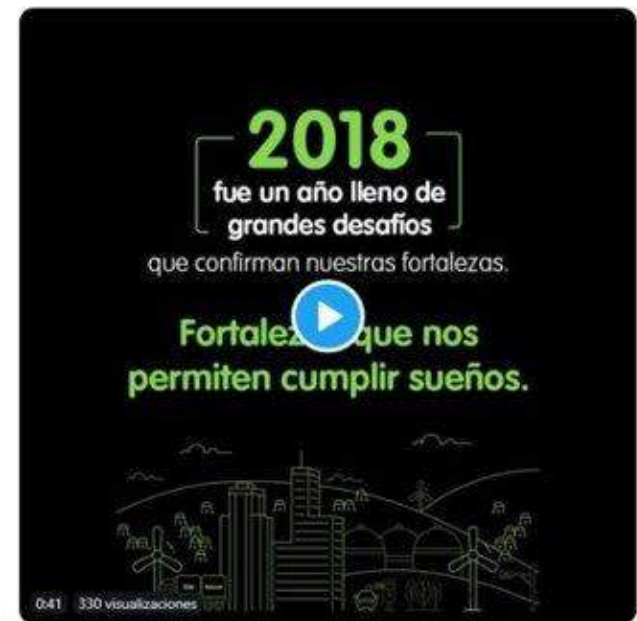 2018
fue un año lleno de
grandes desafíos
que confirman nuestras fortalezas.
que nos
permiten cumplir sueños.
0:41 330 visualizaciones